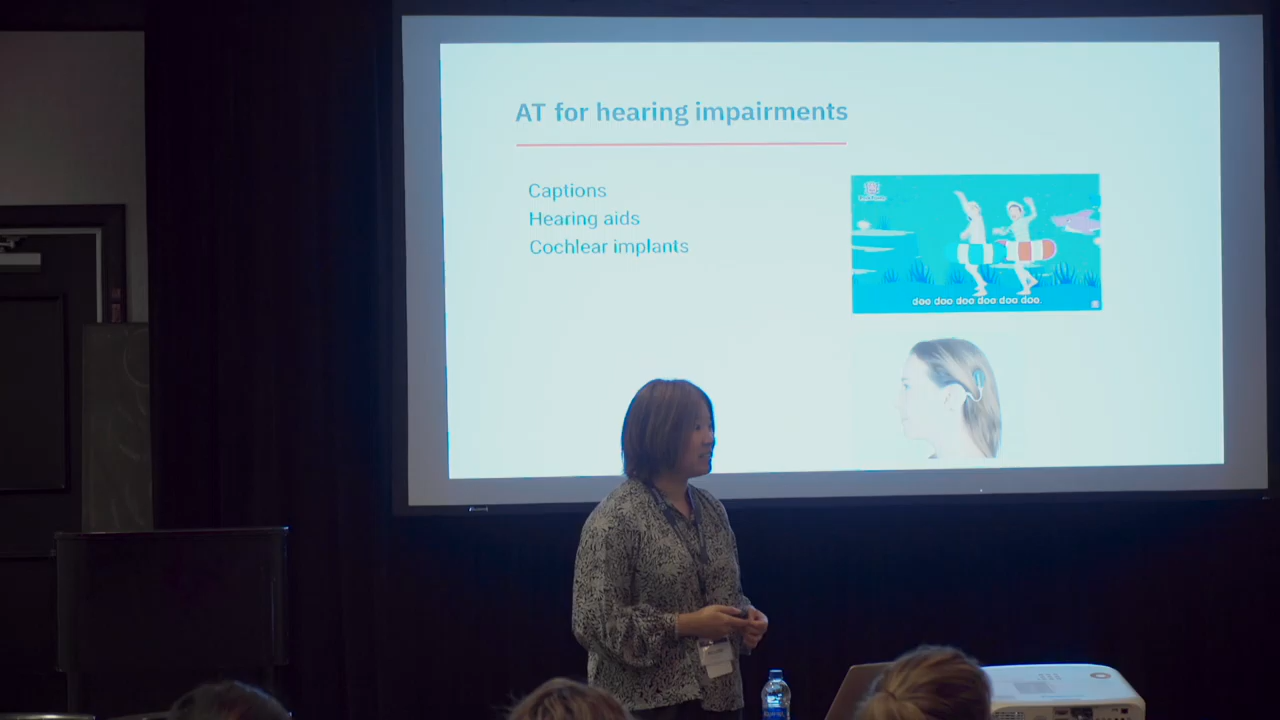 AT for hearing impairments
Captions
Hearing aids
Cochlear implants
doo doo doo doo doo doo.